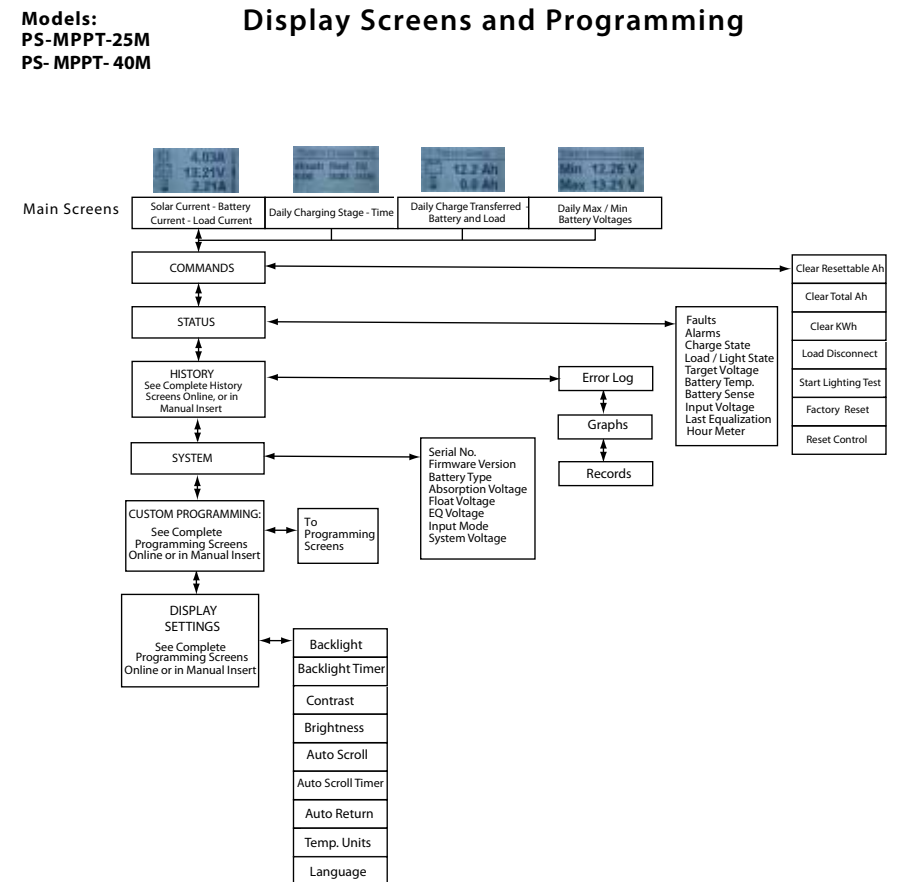 Models:
PS-MPPT-25M
PS- MPPT- 40M
Display Screens and Programming
4.03A
13.21V
2.21A
12.2 Ah
0.0 Ah
Min 12.26 V
Max 13.21 V
Main Screens
Solar Current - Battery
Current - Load Current
Daily Charging Stage - Time
Daily Charge Transferred -
Battery and Load
Daily Max / Min
Battery Voltages
COMMANDS
Clear Resettable Ah
Clear Total Ah
Clear KWh
Load Disconnect
Start Lighting Test
Factory Reset
Reset Control
STATUS
Faults
Alarms
Charge State
Load / Light State
Target Voltage
Battery Temp.
Battery Sense
Input Voltage
Last Equalization
Hour Meter
HISTORY
See Complete History
Screens Online, or in
Manual Insert
Error Log
Graphs
Records
SYSTEM
Serial No.
Firmware Version
Battery Type
Absorption Voltage
Float Voltage
EQ Voltage
Input Mode
System Voltage
CUSTOM PROGRAMMING:
See Complete
Programming Screens
Online or in Manual Insert
To
Programming
Screens
DISPLAY
SETTINGS
See Complete
Programming Screens
Online or in Manual Insert
Backlight
Backlight Timer
Contrast
Brightness
Auto Scroll
Auto Scroll Timer
Auto Return
Temp. Units
Language